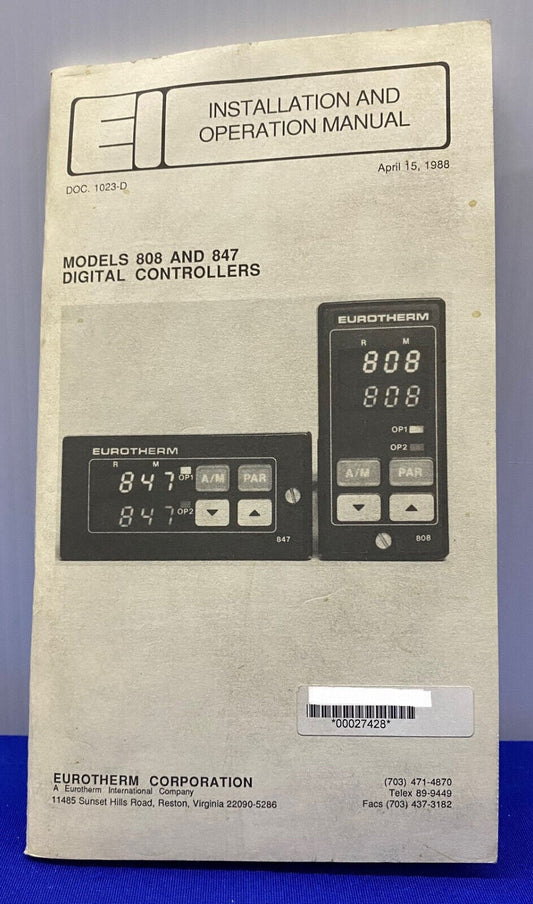 EI
INSTALLATION AND
OPERATION MANUAL
DOC. 1023-D
April 15, 1988
MODELS 808 AND 847
DIGITAL CONTROLLERS
EUROTHERM
R M
808
808
OP1
OP2
A/M PAR
808
EUROTHERM
R M
847 OP1 A/M PAR
847 OP2
847
*00027428*
EUROTHERM CORPORATION
A Eurotherm International Company
11485 Sunset Hills Road, Reston, Virginia 22090-5286
(703) 471-4870
Telex 89-9449
Facs (703) 437-3182